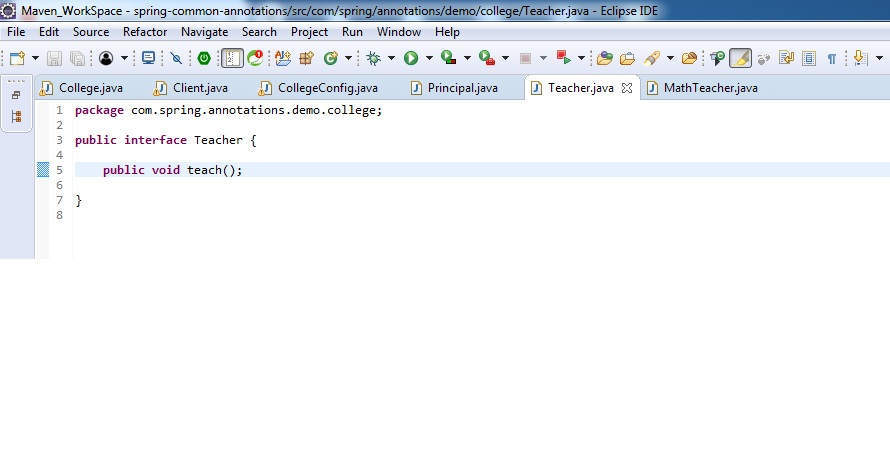 Maven_WorkSpace - spring-common-annotations/src/com/spring/annotations/demo/college/Teacher.java - Eclipse IDE
File Edit Source Refactor Navigate Search Project Run Window Help
College.java Client.java CollegeConfig.java Principal.java Teacher.java MathTeacher.java
1 package com.spring.annotations.demo.college;
2
3 public interface Teacher {
4
5 public void teach();
6
7 }
8